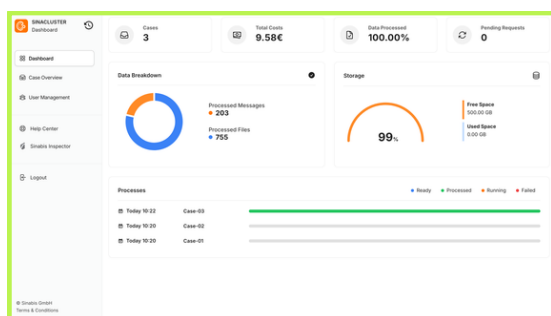 SINACLUSTER
Dashboard
Dashboard
Case Overview
User Management
Help Center
Sinabis Inspector
Logout
© Sinabis GmbH
Terms & Conditions
Cases
3
Total Costs
9.58€
Data Processed
100.00%
Pending Requests
0
Data Breakdown
Processed Messages
203
Processed Files
755
Storage
99%
Free Space
500.00 GB
Used Space
0.00 GB
Processes
Ready
Processed
Running
Failed
Today 10:22 Case-03
Today 10:20 Case-02
Today 10:20 Case-01